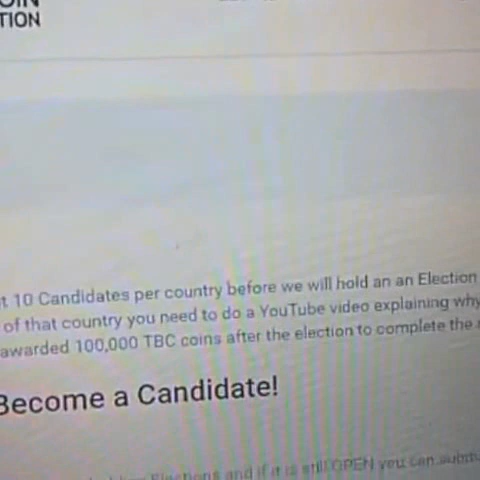 TION
10 Candidates per country before we will hold an an Election
of that country you need to do a YouTube video explaining why
awarded 100,000 TBC coins after the election to complete the
Become a Candidate!
Elections and if it is still OPEN you can submit